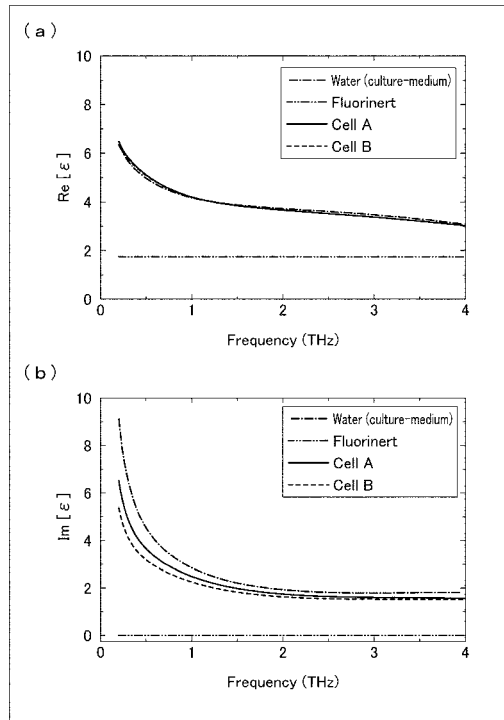 (a)
10
8
6
4
2
0
Re [ε]
Water (culture-medium)
Fluorinert
Cell A
Cell B
0 1 2 3 4
Frequency (THz)
(b)
10
8
6
4
2
0
Im [ε]
Water (culture-medium)
Fluorinert
Cell A
Cell B
0 1 2 3 4
Frequency (THz)